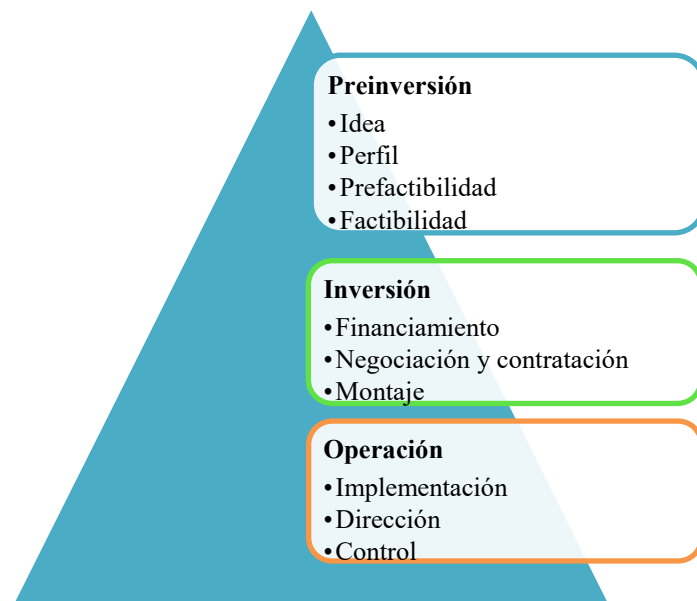 Preinversión
•Idea
•Perfil
•Prefactibilidad
•Factibilidad
Inversión
•Financiamiento
•Negociación y contratación
•Montaje
Operación
•Implementación
•Dirección
•Control